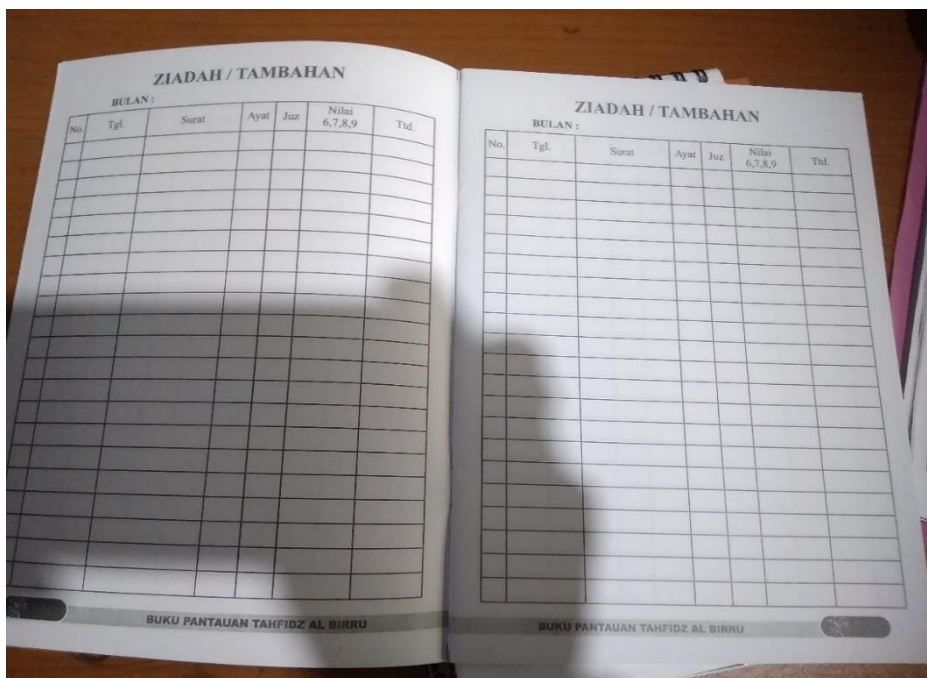 ZIADAH / TAMBAHAN
BULAN :
No. Tgl. Surat Ayat Juz Nilai 6,7,8,9 Ttd.
BUKU PANTAUAN TAHFIDZ AL BIRRU
ZIADAH / TAMBAHAN
BULAN :
No. Tgl. Surat Ayat Juz Nilai 6,7,8,9 Ttd.
BUKU PANTAUAN TAHFIDZ AL BIRRU